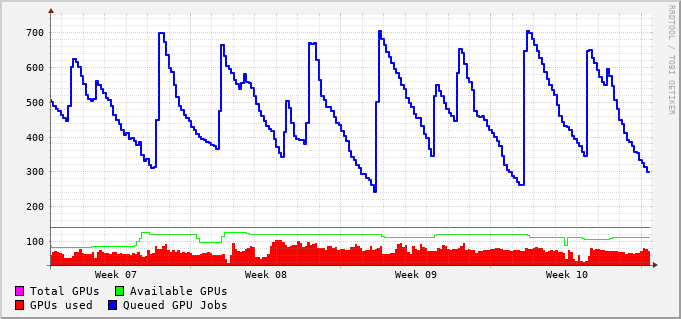 700
600
500
400
300
200
100
Week 07 Week 08 Week 09 Week 10
Total GPUs Available GPUs
GPUs used Queued GPU Jobs
RRDTOOL / TOBI OETIKER